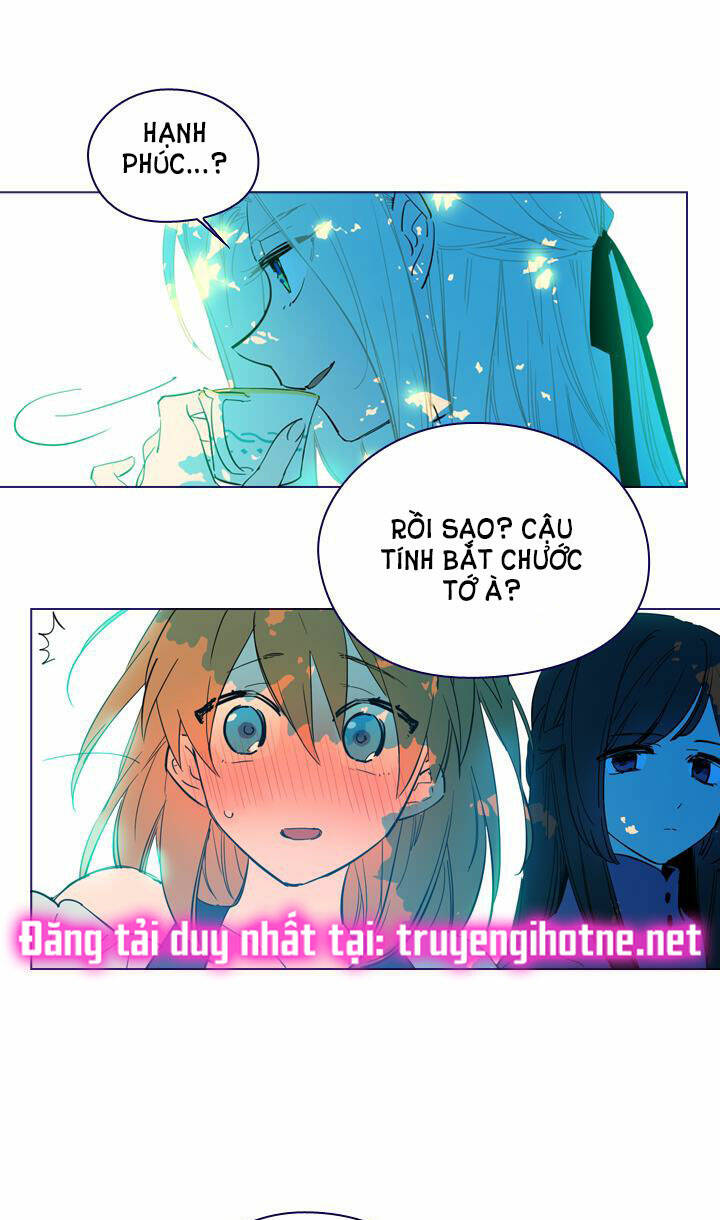 HẠNH
PHÚC...?
RỒI SAO? CẬU
TÍNH BẮT CHƯỚC
TỚ À?
Đăng tải duy nhất tại: truyengihotne.net